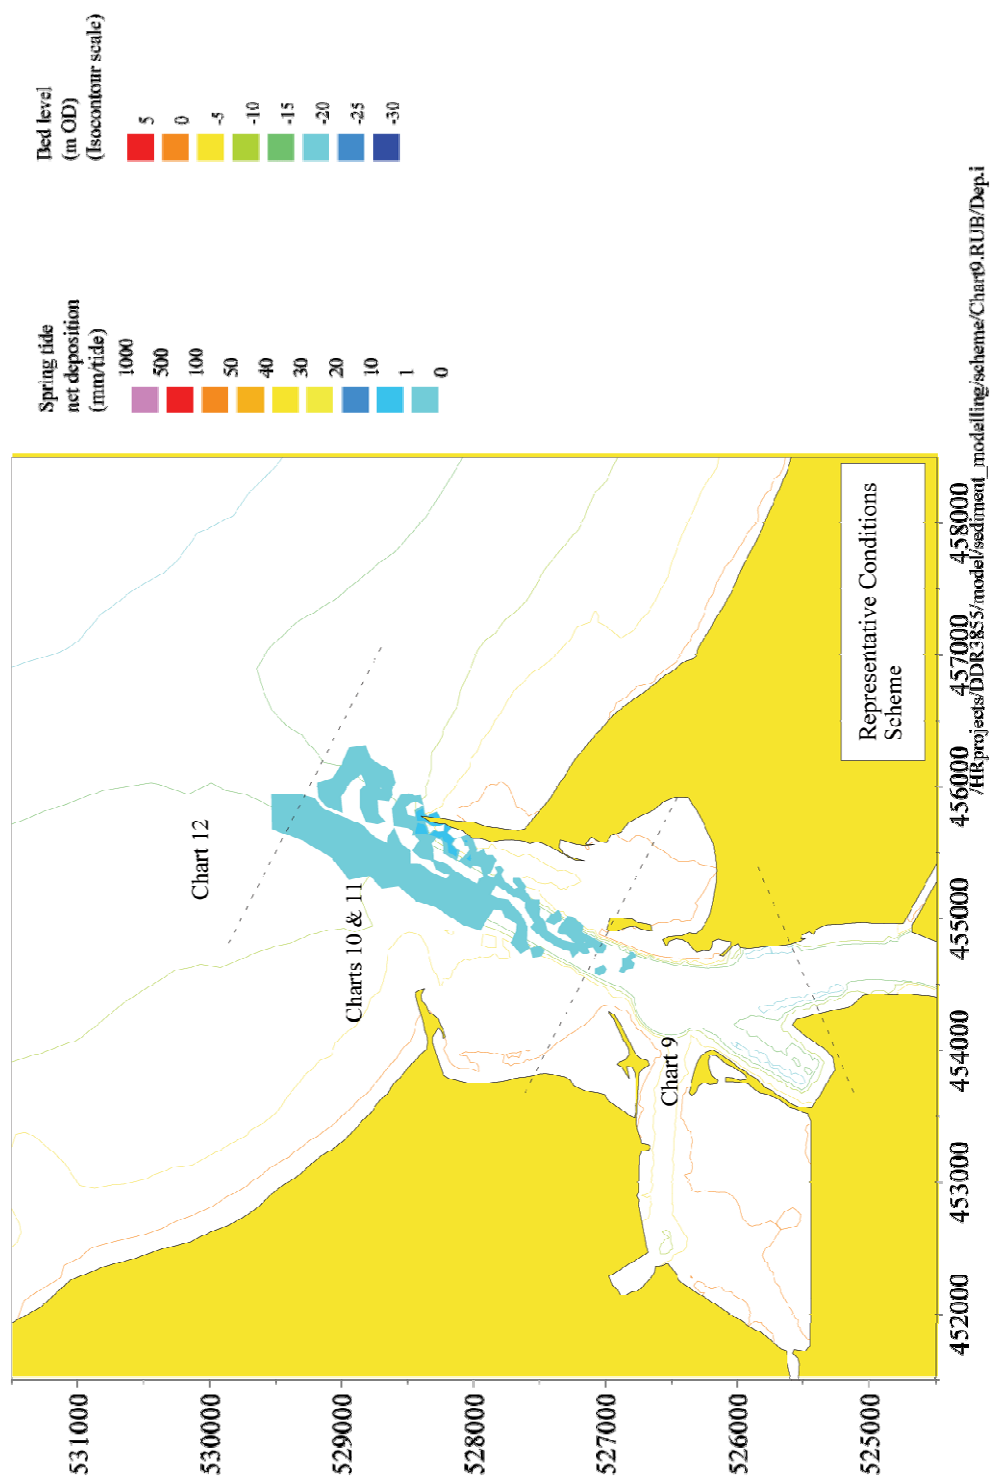 Spring tide
net deposition
(mm/tide)
1000
500
100
50
40
30
20
10
1
0
Bed level
(m OD)
(Isocontour scale)
5
0
-5
-10
-15
-20
-25
-30
Chart 12
Charts 10 & 11
Chart 9
Representative Conditions
Scheme
531000
530000
529000
528000
527000
526000
525000
452000
453000
454000
455000
456000
457000
458000
/HRprojects/DDR3855/model/sediment_modelling/scheme/Chart9.RUB/Dep.i